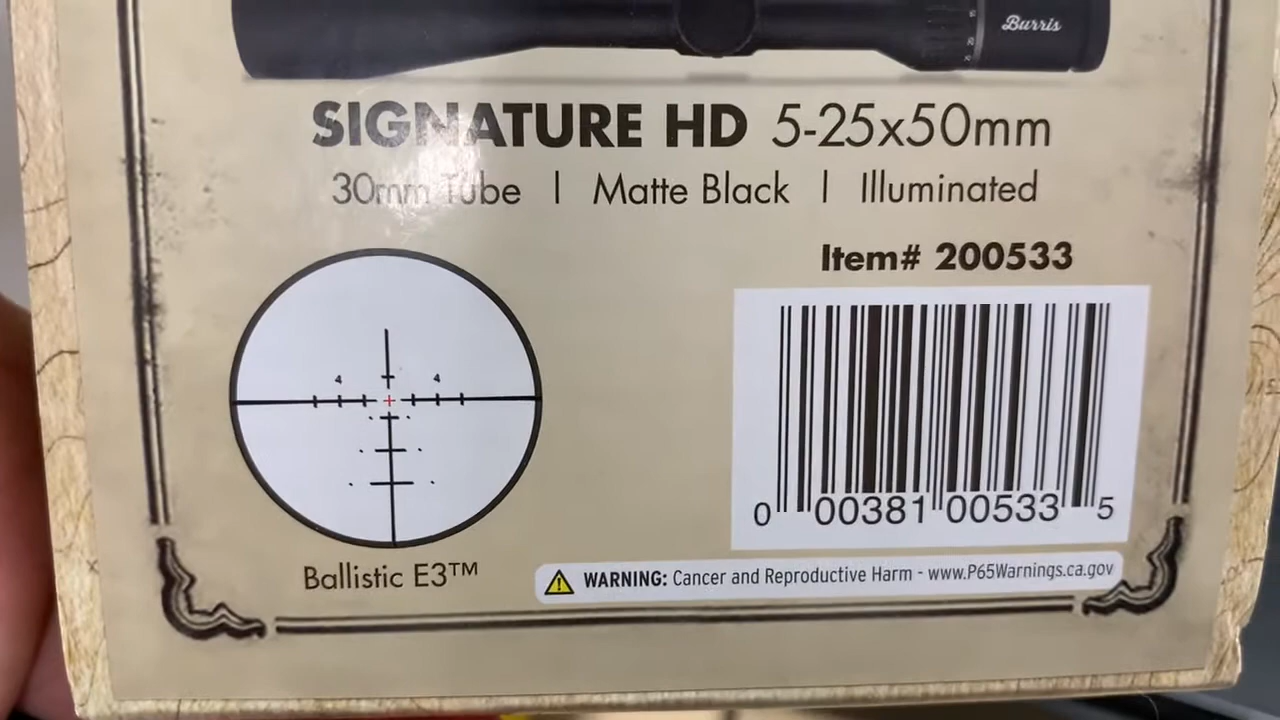 Burris
SIGNATURE HD 5-25x50mm
30mm Tube | Matte Black | Illuminated
Item# 200533
4 4
0 00381 00533 5
Ballistic E3™
WARNING: Cancer and Reproductive Harm - www.P65Warnings.ca.gov